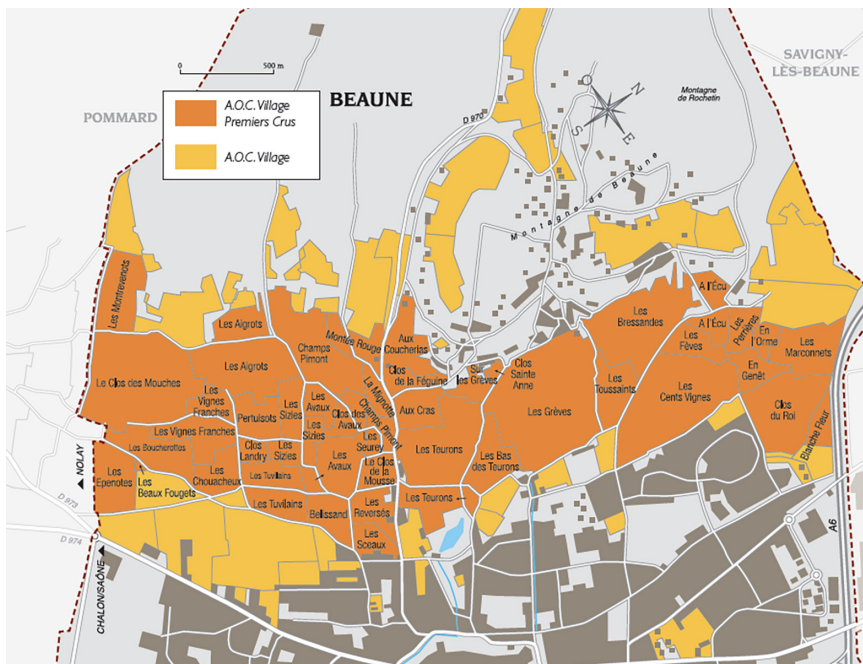 0
500 m
BEAUNE
SAVIGNY-
LÈS-BEAUNE
POMMARD
A.O.C. Village
Premiers Crus
A.O.C. Village
D 970
O
N
S
E
Montagne
de Rochetin
Montagne de Beaune
Les Montrevenots
Les Aigrots
Champs
Pimont
Montée Rouge
Aux
Coucherias
Les
Bressandes
A l'Écu
A l'Écu
Les
Perrières
En
l'Orme
Les
Marconnets
Le Clos des Mouches
Les Aigrots
Les
Vignes
Franches
Pertuisots
Les
Sizies
Les
Avaux
Clos des
Avaux
La Mignotte
Champs Pimont
Clos
de la Féguine
Sur
les Grèves
Clos
Sainte
Anne
Les
Fèves
En
Genêt
Les
Toussaints
Les
Cents Vignes
Clos
du Roi
Blanche Fleur
Aux Cras
Les Grèves
Les Vignes Franches
Les Boucherottes
Clos
Landry
Les
Sizies
Les
Sizies
Les
Seurey
Les
Avaux
Le Clos
de la
Mousse
Les Teurons
Les Bas
des Teurons
Les
Epenotes
Les
Beaux Fougets
Les
Chouacheux
Les Tuvilains
Les Tuvilains
Belissand
Les
Reversés
Les
Sceaux
Les Teurons
NOLAY
D 973
D 974
CHALON/SAÔNE
A6